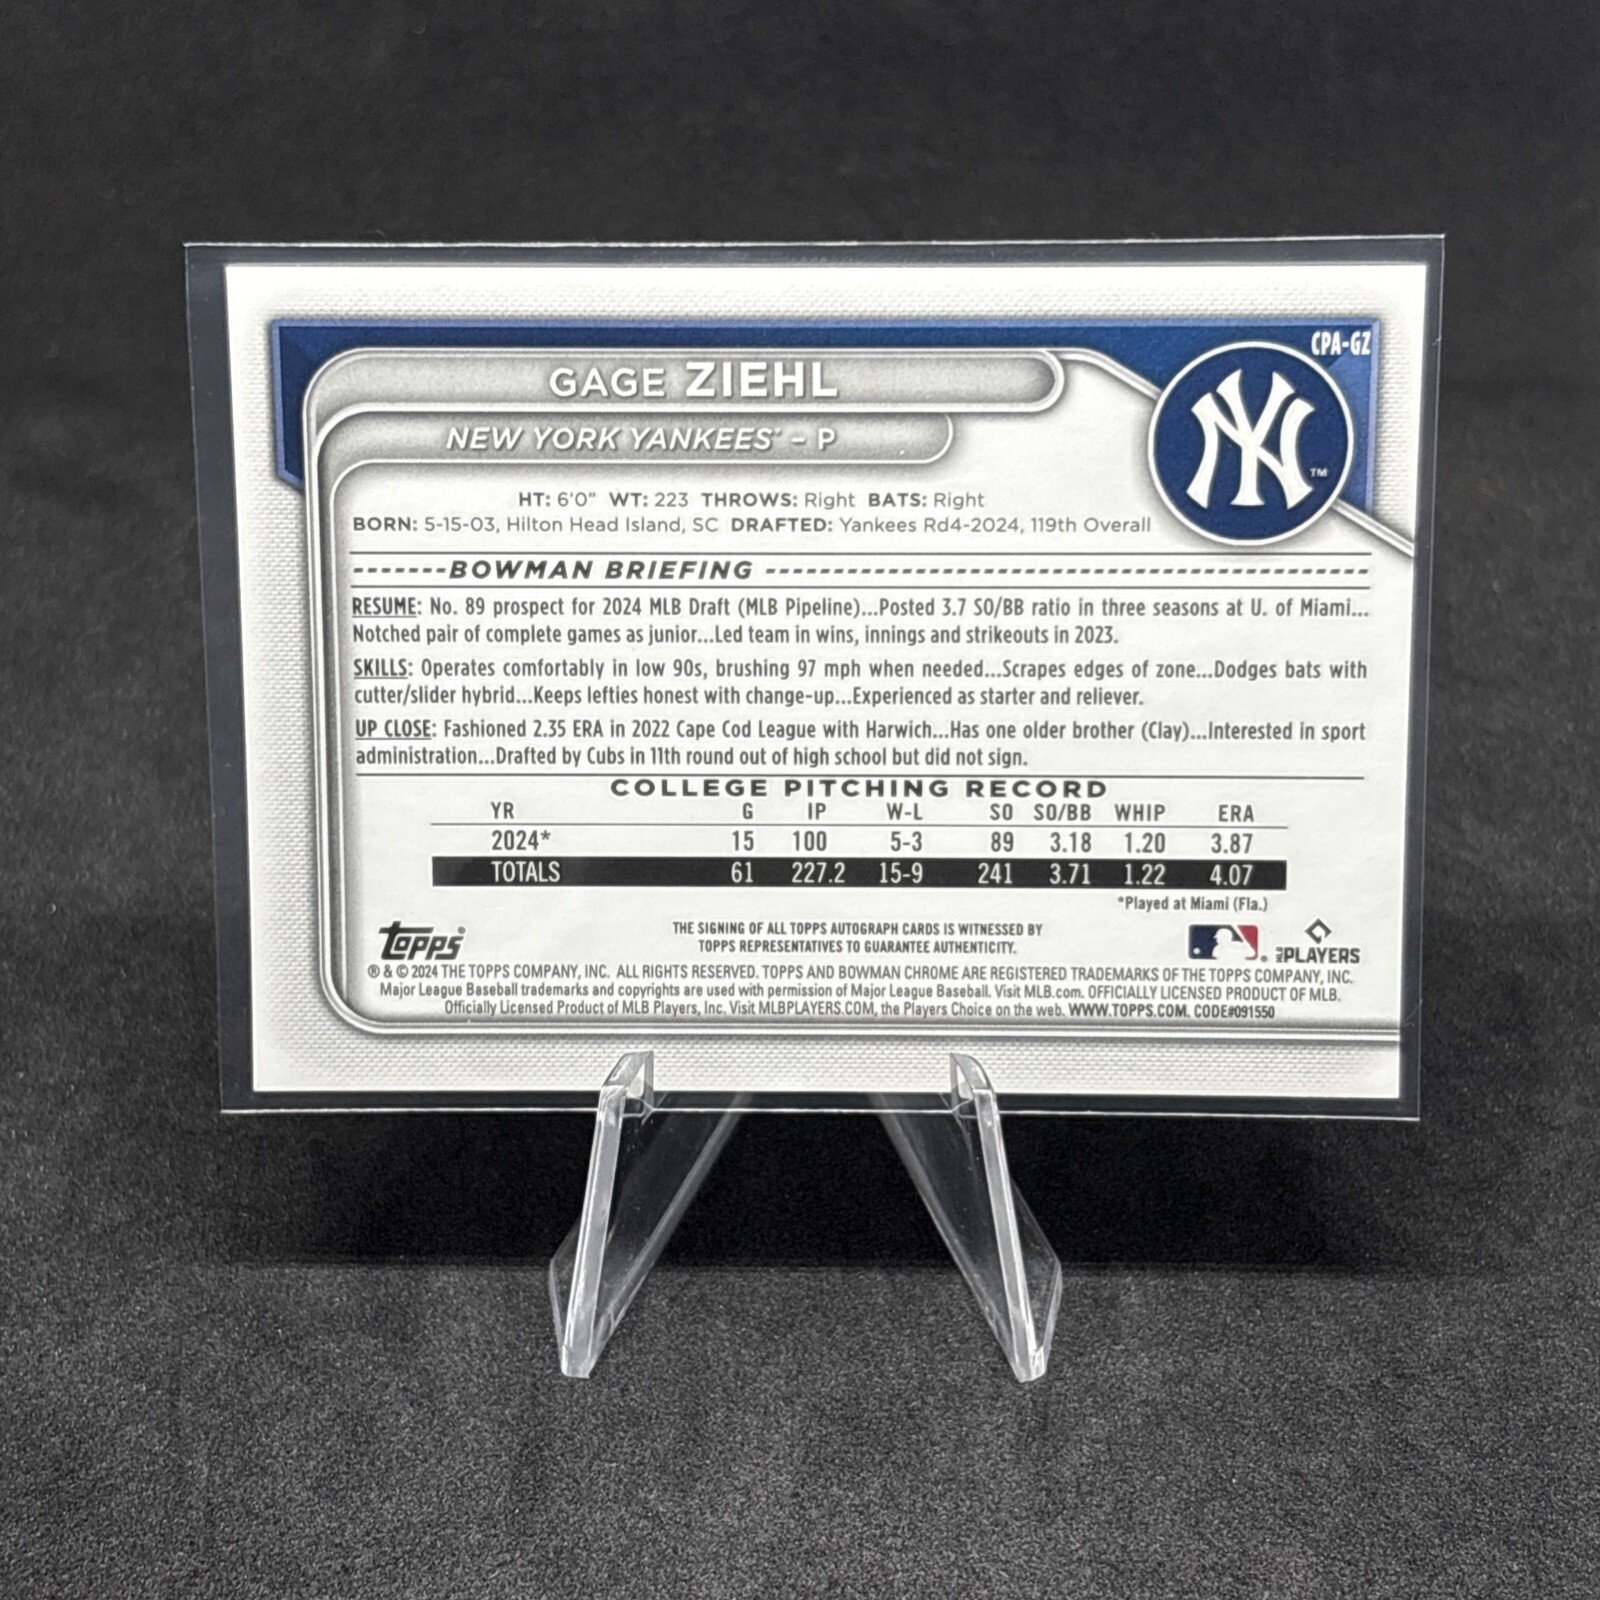 CPA-GZ
GAGE ZIEHL
NEW YORK YANKEES® – P
NY
TM
HT: 6'0" WT: 223 THROWS: Right BATS: Right
BORN: 5-15-03, Hilton Head Island, SC DRAFTED: Yankees Rd4-2024, 119th Overall
BOWMAN BRIEFING
RESUME: No. 89 prospect for 2024 MLB Draft (MLB Pipeline)...Posted 3.7 SO/BB ratio in three seasons at U. of Miami...
Notched pair of complete games as junior...Led team in wins, innings and strikeouts in 2023.
SKILLS: Operates comfortably in low 90s, brushing 97 mph when needed...Scrapes edges of zone...Dodges bats with
cutter/slider hybrid...Keeps lefties honest with change-up...Experienced as starter and reliever.
UP CLOSE: Fashioned 2.35 ERA in 2022 Cape Cod League with Harwich...Has one older brother (Clay)...Interested in sport
administration...Drafted by Cubs in 11th round out of high school but did not sign.
COLLEGE PITCHING RECORD
YR G IP W-L SO SO/BB WHIP ERA
2024* 15 100 5-3 89 3.18 1.20 3.87
TOTALS 61 227.2 15-9 241 3.71 1.22 4.07
*Played at Miami (Fla.)
topps®
THE SIGNING OF ALL TOPPS AUTOGRAPH CARDS IS WITNESSED BY
TOPPS REPRESENTATIVES TO GUARANTEE AUTHENTICITY.
MLB PLAYERS
® & © 2024 THE TOPPS COMPANY, INC. ALL RIGHTS RESERVED. TOPPS AND BOWMAN CHROME ARE REGISTERED TRADEMARKS OF THE TOPPS COMPANY, INC.
Major League Baseball trademarks and copyrights are used with permission of Major League Baseball. Visit MLB.com. OFFICIALLY LICENSED PRODUCT OF MLB.
Officially Licensed Product of MLB Players, Inc. Visit MLBPLAYERS.COM, the Players Choice on the web. WWW.TOPPS.COM. CODE#091550